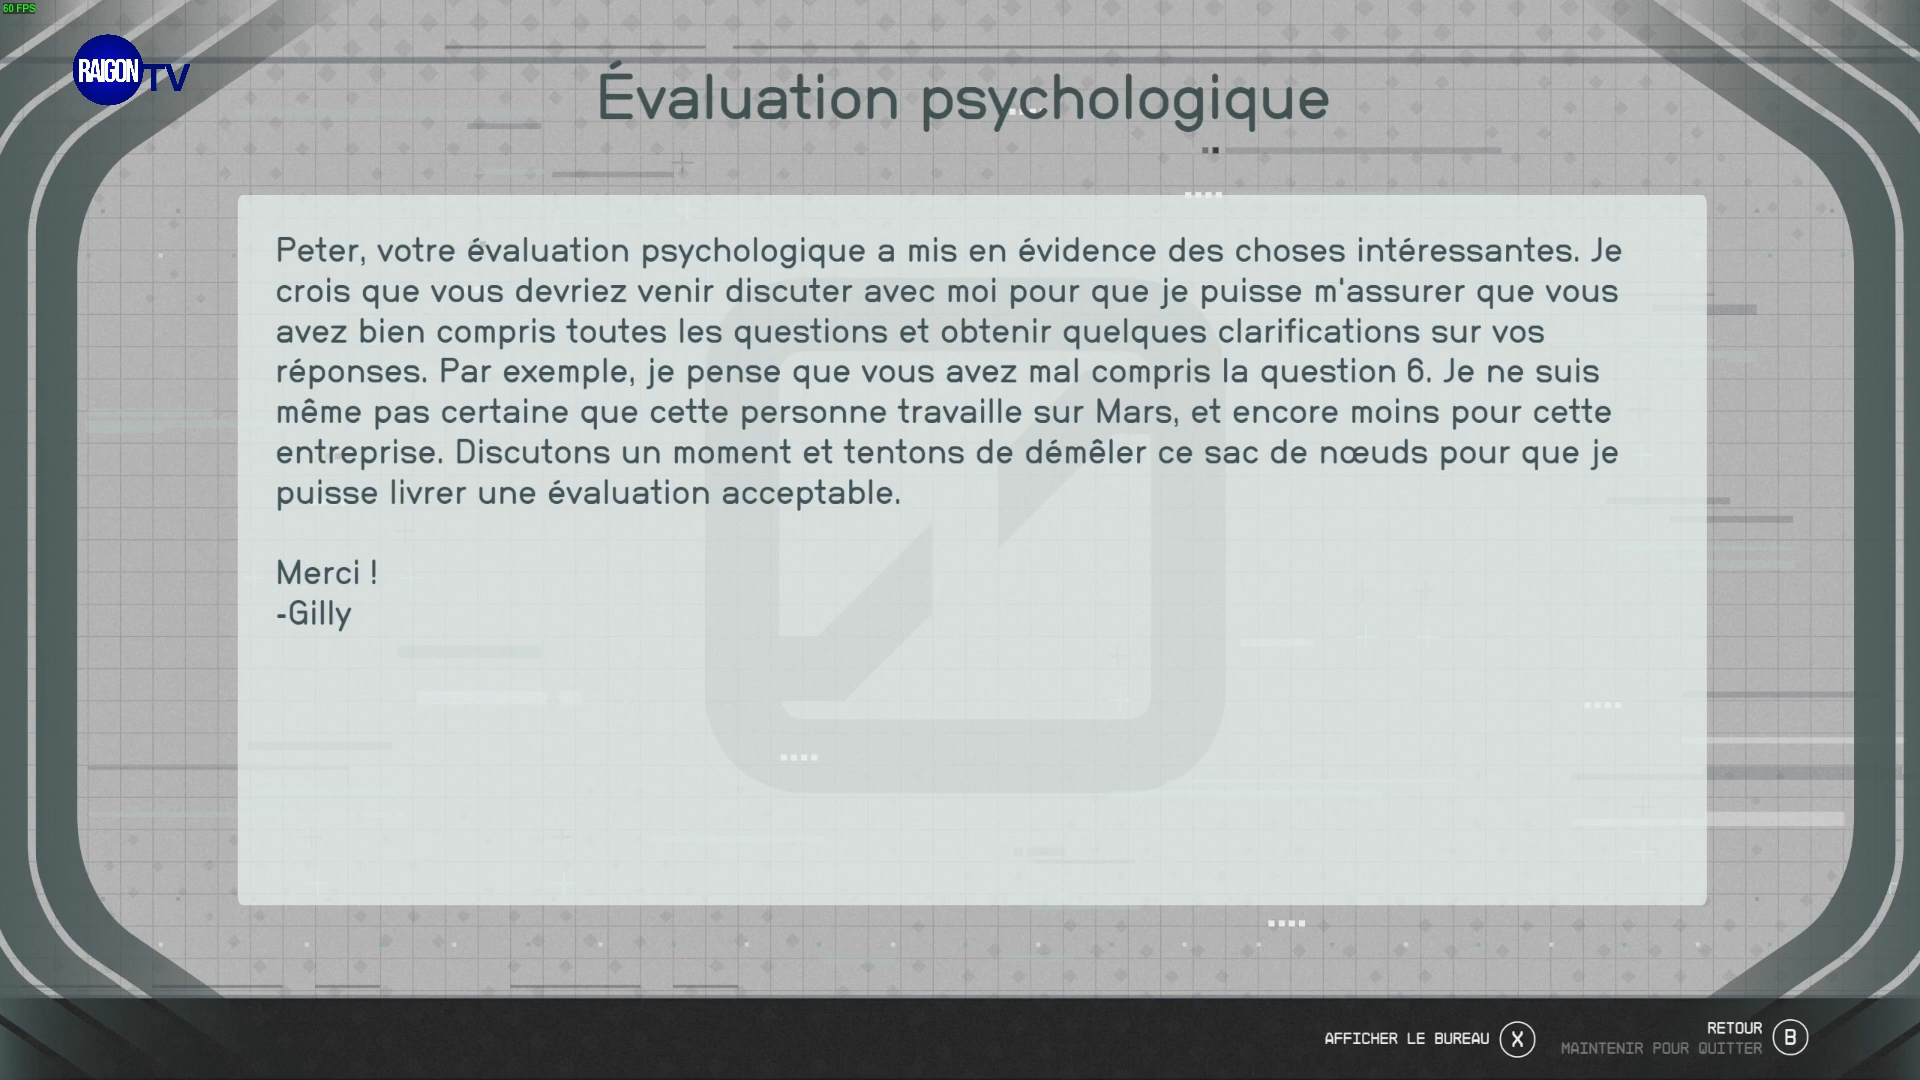 60 FPS
RAIGON TV
Évaluation psychologique
Peter, votre évaluation psychologique a mis en évidence des choses intéressantes. Je
crois que vous devriez venir discuter avec moi pour que je puisse m'assurer que vous
avez bien compris toutes les questions et obtenir quelques clarifications sur vos
réponses. Par exemple, je pense que vous avez mal compris la question 6. Je ne suis
même pas certaine que cette personne travaille sur Mars, et encore moins pour cette
entreprise. Discutons un moment et tentons de démêler ce sac de nœuds pour que je
puisse livrer une évaluation acceptable.
Merci !
-Gilly
AFFICHER LE BUREAU X
RETOUR B
MAINTENIR POUR QUITTER